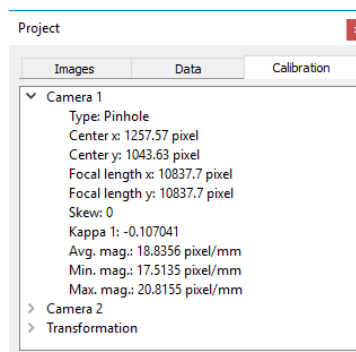 Project
Images Data Calibration
Camera 1
Type: Pinhole
Center x: 1257.57 pixel
Center y: 1043.63 pixel
Focal length x: 10837.7 pixel
Focal length y: 10837.7 pixel
Skew: 0
Kappa 1: -0.107041
Avg. mag.: 18.8356 pixel/mm
Min. mag.: 17.5135 pixel/mm
Max. mag.: 20.8155 pixel/mm
Camera 2
Transformation